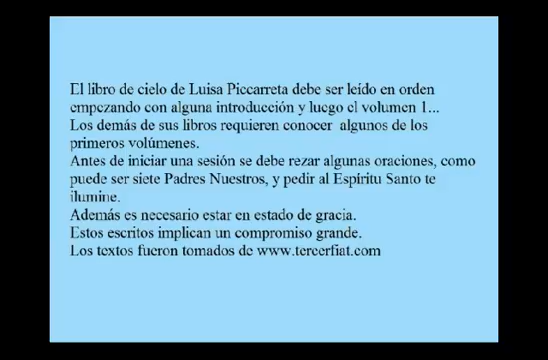 El libro de cielo de Luisa Piccarreta debe ser leído en orden
empezando con alguna introducción y luego el volumen 1...
Los demás de sus libros requieren conocer algunos de los
primeros volúmenes.
Antes de iniciar una sesión se debe rezar algunas oraciones, como
puede ser siete Padres Nuestros, y pedir al Espíritu Santo te
ilumine.
Además es necesario estar en estado de gracia.
Estos escritos implican un compromiso grande.
Los textos fueron tomados de www.tercerfiat.com